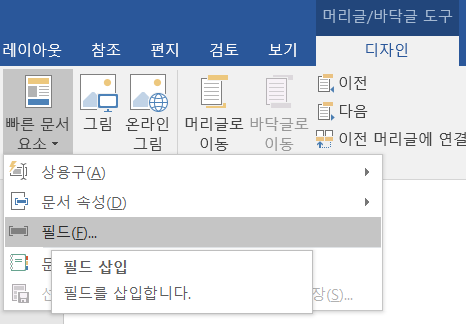 머리글/바닥글 도구
레이아웃 참조 편지 검토 보기 디자인
빠른 문서 요소
그림
온라인 그림
머리글로 이동
바닥글로 이동
이전
다음
이전 머리글에 연결
상용구(A)
문서 속성(D)
필드(F)...
필드 삽입
필드를 삽입합니다.
장(S)...